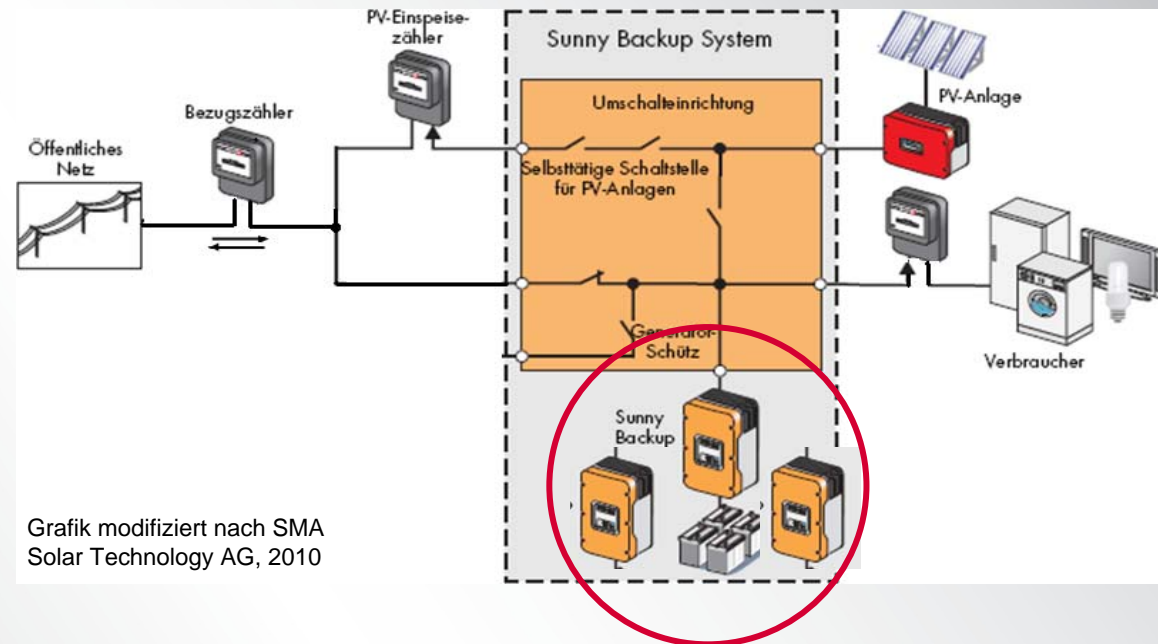 PV-Einspeise-
zähler
Sunny Backup System
Bezugszähler
Umschalteinrichtung
PV-Anlage
Öffentliches
Netz
Selbsttätige Schaltstelle
für PV-Anlagen
Generator-
Schütz
Verbraucher
Sunny
Backup
Grafik modifiziert nach SMA
Solar Technology AG, 2010